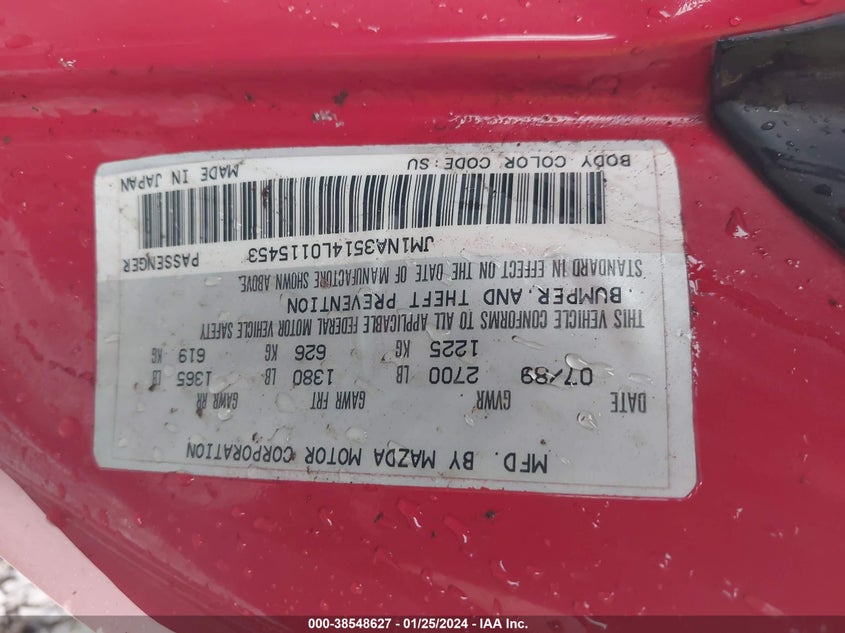 MFD. BY MAZDA MOTOR CORPORATION
DATE GVWR GAWR FRT GAWR RR
07/89 2700 LB 1380 LB 1365 LB
1225 KG 626 KG 619 KG
THIS VEHICLE CONFORMS TO ALL APPLICABLE FEDERAL MOTOR VEHICLE SAFETY
BUMPER,AND THEFT PREVENTION
STANDARD IN EFFECT ON THE DATE OF MANUFACTURE SHOWN ABOVE.
JM1NA3514L0115453 PASSENGER
BODY COLOR CODE:SU MADE IN JAPAN
000-38548627 - 01/25/2024 - IAA Inc.